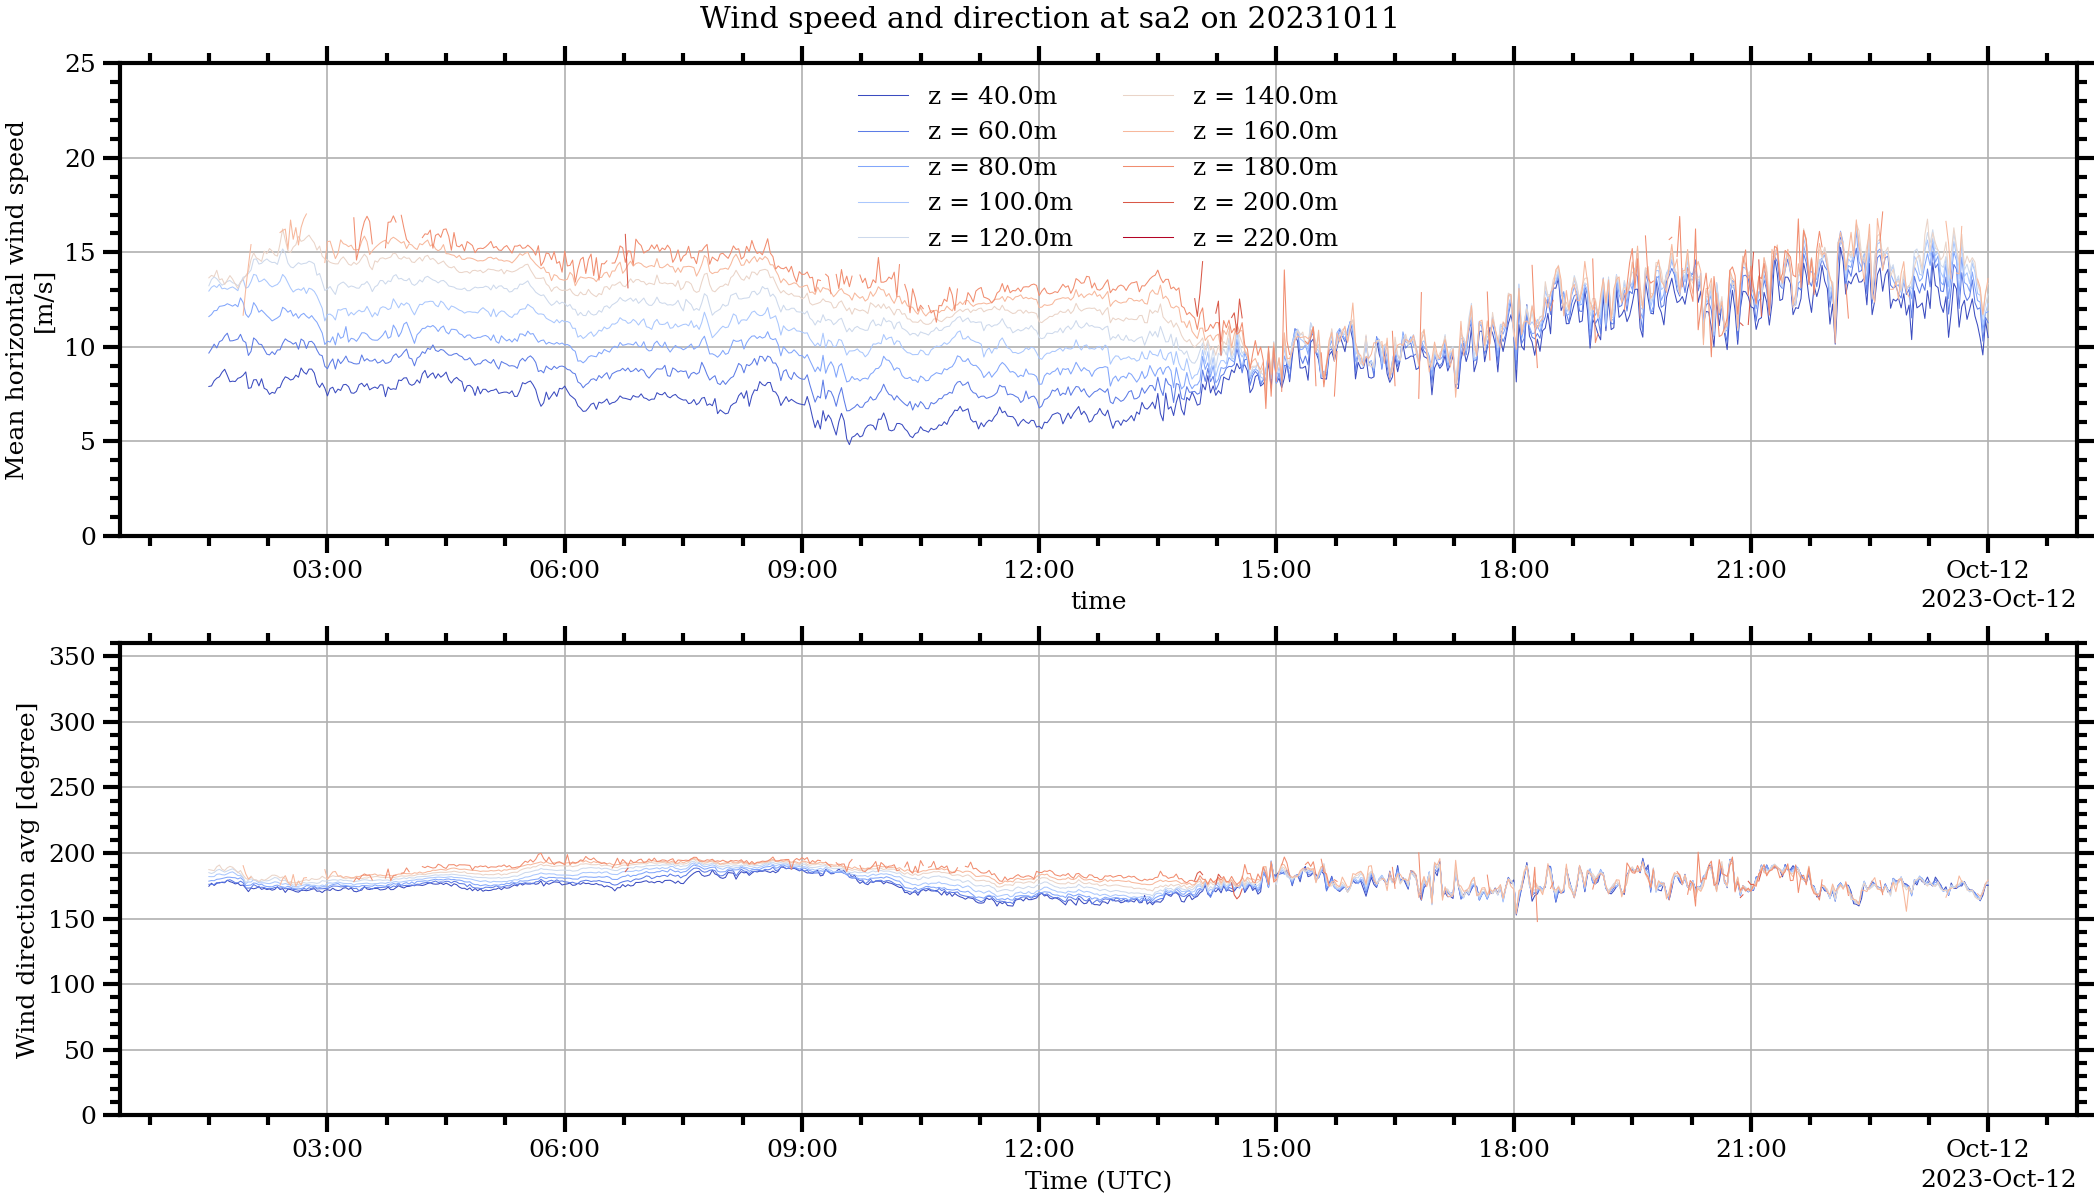 Wind speed and direction at sa2 on 20231011
Mean horizontal wind speed
[m/s]
25
20
15
10
5
0
z = 40.0m
z = 60.0m
z = 80.0m
z = 100.0m
z = 120.0m
z = 140.0m
z = 160.0m
z = 180.0m
z = 200.0m
z = 220.0m
03:00 06:00 09:00 12:00 15:00 18:00 21:00 Oct-12
time
2023-Oct-12
Wind direction avg [degree]
350
300
250
200
150
100
50
0
03:00 06:00 09:00 12:00 15:00 18:00 21:00 Oct-12
Time (UTC)
2023-Oct-12